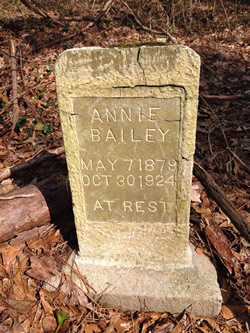 ANNIE
BAILEY
MAY 7 1879
OCT 30 1924
AT REST